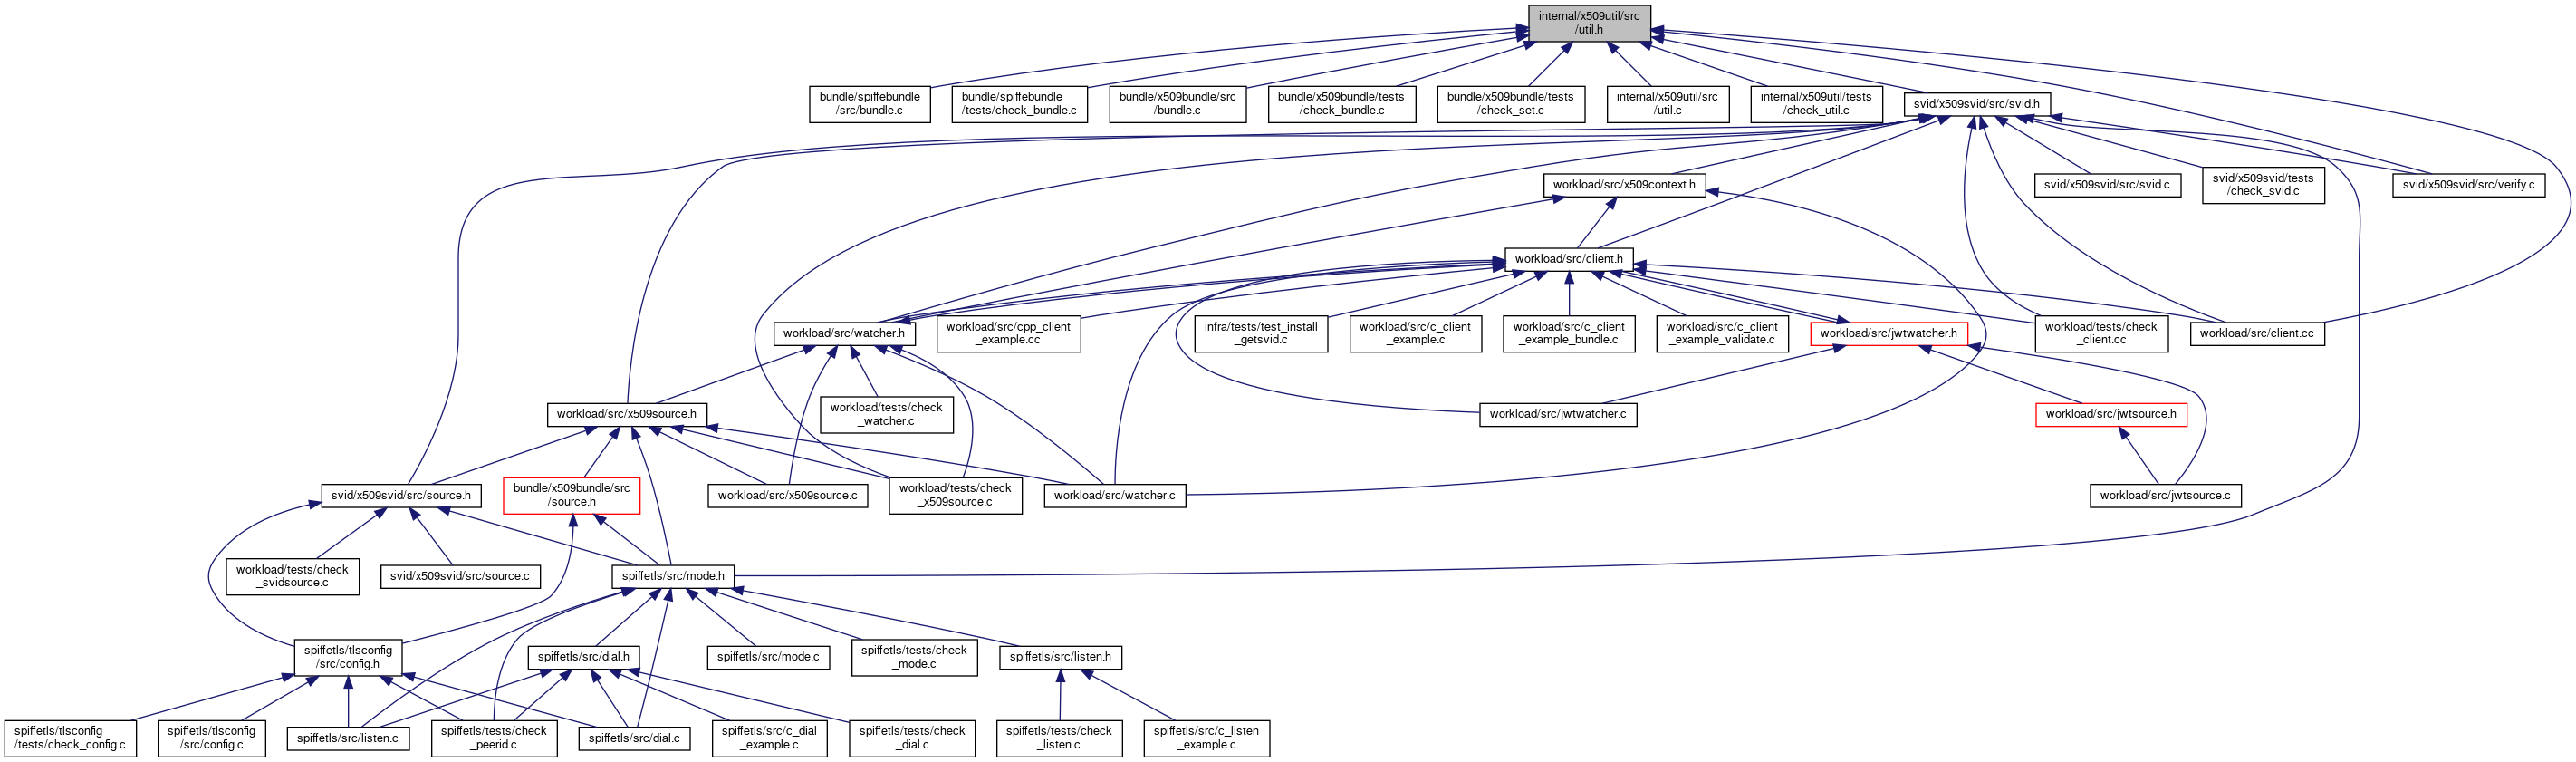 internal/x509util/src
/util.h
bundle/spiffebundle
/src/bundle.c
bundle/spiffebundle
/tests/check_bundle.c
bundle/x509bundle/src
/bundle.c
bundle/x509bundle/tests
/check_bundle.c
bundle/x509bundle/tests
/check_set.c
internal/x509util/src
/util.c
internal/x509util/tests
/check_util.c
svid/x509svid/src/svid.h
workload/src/x509context.h
svid/x509svid/src/svid.c
svid/x509svid/tests
/check_svid.c
svid/x509svid/src/verify.c
workload/src/client.h
workload/src/watcher.h
workload/src/cpp_client
_example.cc
infra/tests/test_install
_getsvid.c
workload/src/c_client
_example.c
workload/src/c_client
_example_bundle.c
workload/src/c_client
_example_validate.c
workload/src/jwtwatcher.h
workload/tests/check
_client.cc
workload/src/client.cc
workload/src/x509source.h
workload/tests/check
_watcher.c
workload/src/jwtwatcher.c
workload/src/jwtsource.h
svid/x509svid/src/source.h
bundle/x509bundle/src
/source.h
workload/src/x509source.c
workload/tests/check
_x509source.c
workload/src/watcher.c
workload/src/jwtsource.c
workload/tests/check
_svidsource.c
svid/x509svid/src/source.c
spiffetls/src/mode.h
spiffetls/tlsconfig
/src/config.h
spiffetls/src/dial.h
spiffetls/src/mode.c
spiffetls/tests/check
_mode.c
spiffetls/src/listen.h
spiffetls/tlsconfig
/tests/check_config.c
spiffetls/tlsconfig
/src/config.c
spiffetls/src/listen.c
spiffetls/tests/check
_peerid.c
spiffetls/src/dial.c
spiffetls/src/c_dial
_example.c
spiffetls/tests/check
_dial.c
spiffetls/tests/check
_listen.c
spiffetls/src/c_listen
_example.c